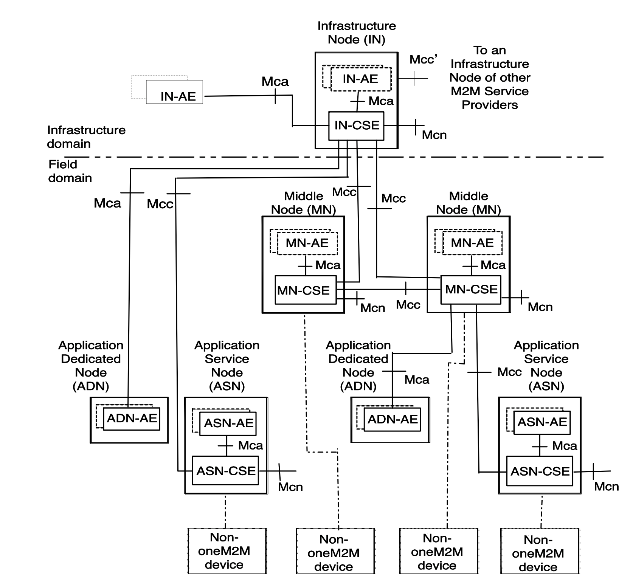 Infrastructure
Node (IN)
Mcc'
To an
Infrastructure
Node of other
M2M Service
Providers
IN-AE
Mca
IN-AE
Mca
IN-CSE
Mcn
Infrastructure
domain
Field
domain
Mca
Mcc
Mcc
Mcc
Middle
Node (MN)
Middle
Node (MN)
MN-AE
Mca
MN-CSE
Mcn
Mcc
MN-AE
Mca
MN-CSE
Mcn
Application
Dedicated
Node
(ADN)
Application
Service
Node
(ASN)
Application
Dedicated
Node
(ADN)
Mca
Mcc
Application
Service
Node
(ASN)
ADN-AE
ASN-AE
Mca
ASN-CSE
Mcn
ADN-AE
ASN-AE
Mca
ASN-CSE
Mcn
Non-
oneM2M
device
Non-
oneM2M
device
Non-
oneM2M
device
Non-
oneM2M
device